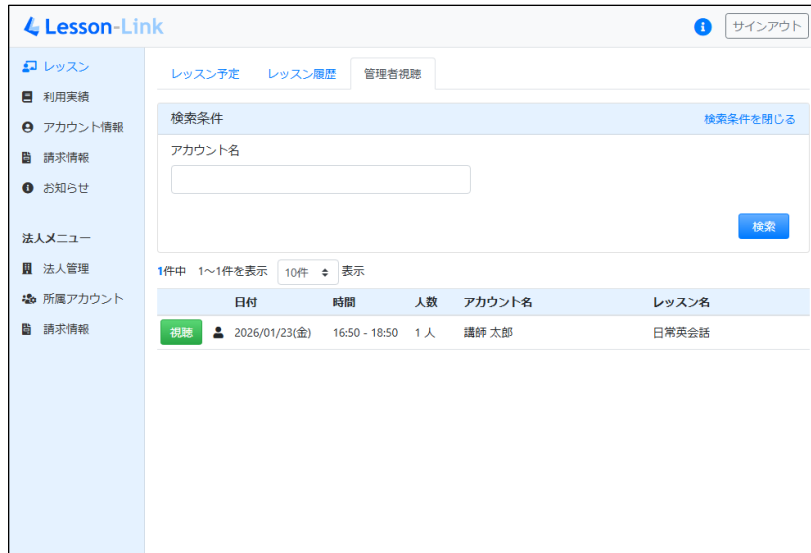 Lesson-Link
サインアウト
レッスン
利用実績
アカウント情報
請求情報
お知らせ
法人メニュー
法人管理
所属アカウント
請求情報
レッスン予定 レッスン履歴 管理者視聴
検索条件 検索条件を閉じる
アカウント名
検索
1件中 1～1件を表示 10件 表示
日付 時間 人数 アカウント名 レッスン名
視聴 2026/01/23(金) 16:50 - 18:50 1 人 講師 太郎 日常英会話